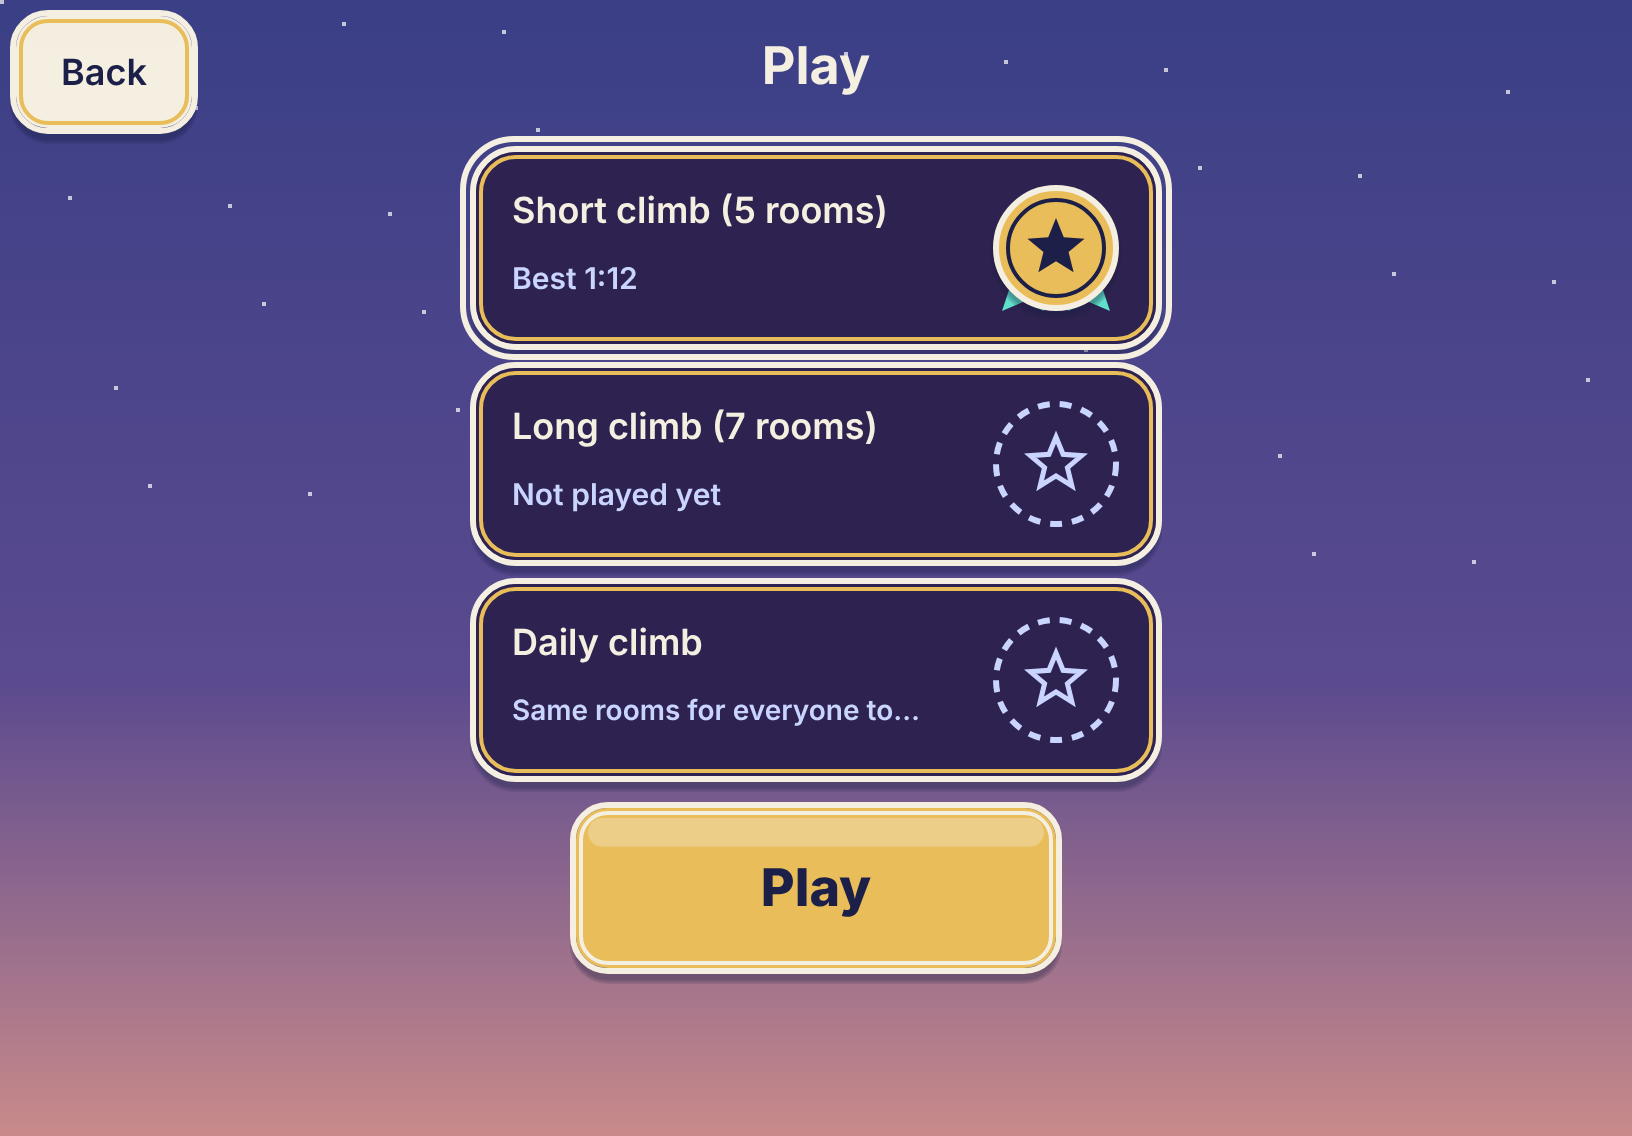 Back
Play
Short climb (5 rooms)
Best 1:12
Long climb (7 rooms)
Not played yet
Daily climb
Same rooms for everyone to...
Play